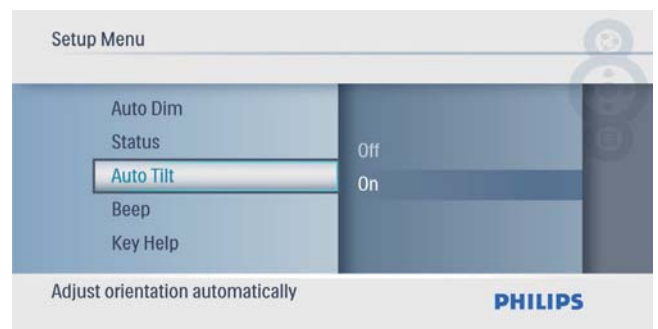 Setup Menu
Auto Dim
Status
Auto Tilt
Beep
Key Help
Off
On
Adjust orientation automatically
PHILIPS